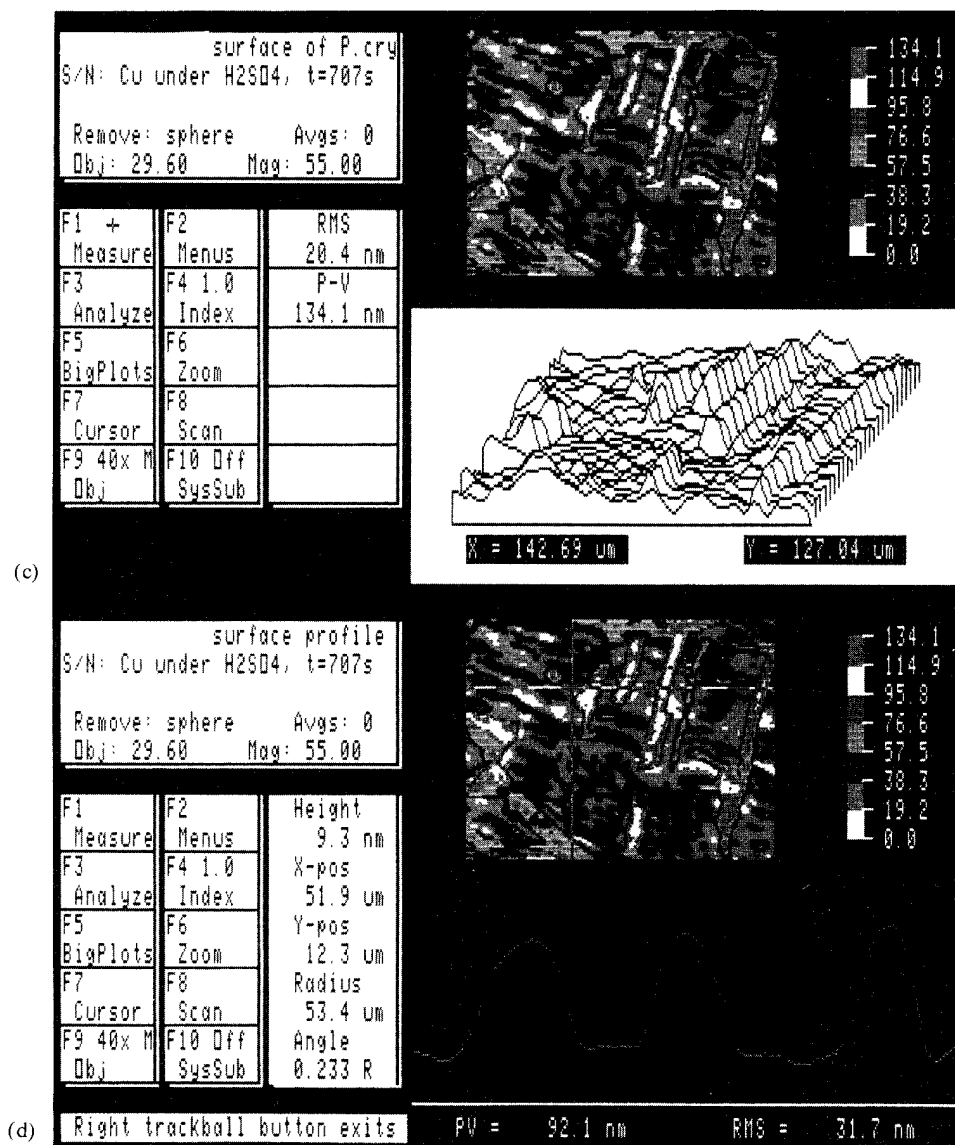 surface of P.cry
S/N: Cu under H2SO4, t=707s
Remove: sphere Avgs: 0
Obj: 29.60 Mag: 55.00
F1 + F2 RMS
Measure Menus 20.4 nm
F3 F4 1.0 P-V
Analyze Index 134.1 nm
F5 F6
BigPlots Zoom
F7 F8
Cursor Scan
F9 40x M F10 Off
Obj SysSub
134.1
114.9
95.8
76.6
57.5
38.3
19.2
0.0
X = 142.69 um Y = 127.04 um
(c)
surface profile
S/N: Cu under H2SO4, t=707s
Remove: sphere Avgs: 0
Obj: 29.60 Mag: 55.00
F1 F2 Height
Measure Menus 9.3 nm
F3 F4 1.0 X-pos
Analyze Index 51.9 um
F5 F6 Y-pos
BigPlots Zoom 12.3 um
F7 F8 Radius
Cursor Scan 53.4 um
F9 40x M F10 Off Angle
Obj SysSub 0.233 R
134.1
114.9
95.8
76.6
57.5
38.3
19.2
0.0
(d)
Right trackball button exits
PV = 92.1 nm RMS = 31.7 nm